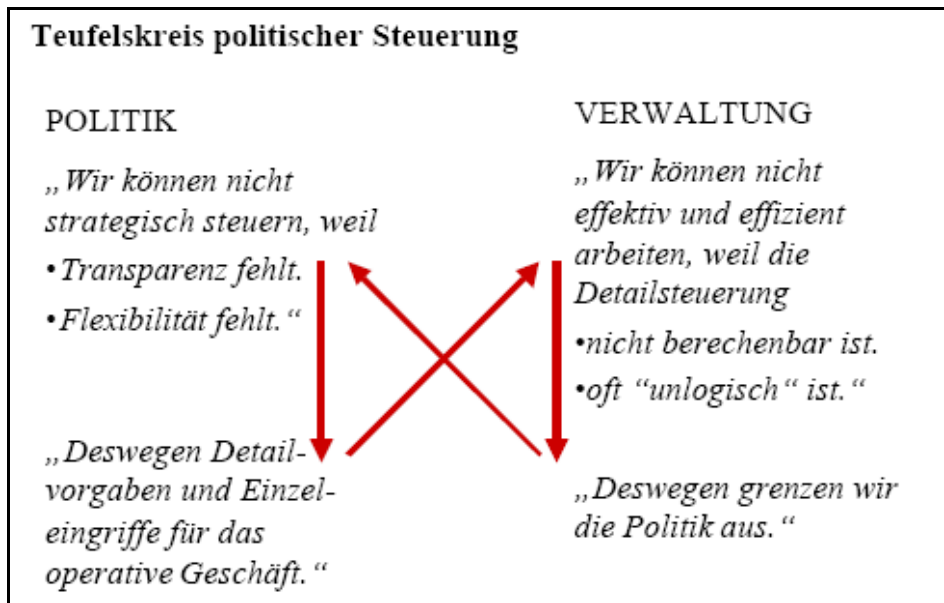 Teufelskreis politischer Steuerung
POLITIK
„Wir können nicht
strategisch steuern, weil
•Transparenz fehlt.
•Flexibilität fehlt.“
„Deswegen Detail-
vorgaben und Einzel-
eingriffe für das
operative Geschäft.“
VERWALTUNG
„Wir können nicht
effektiv und effizient
arbeiten, weil die
Detailsteuerung
•nicht berechenbar ist.
•oft “unlogisch“ ist.“
„Deswegen grenzen wir
die Politik aus.“